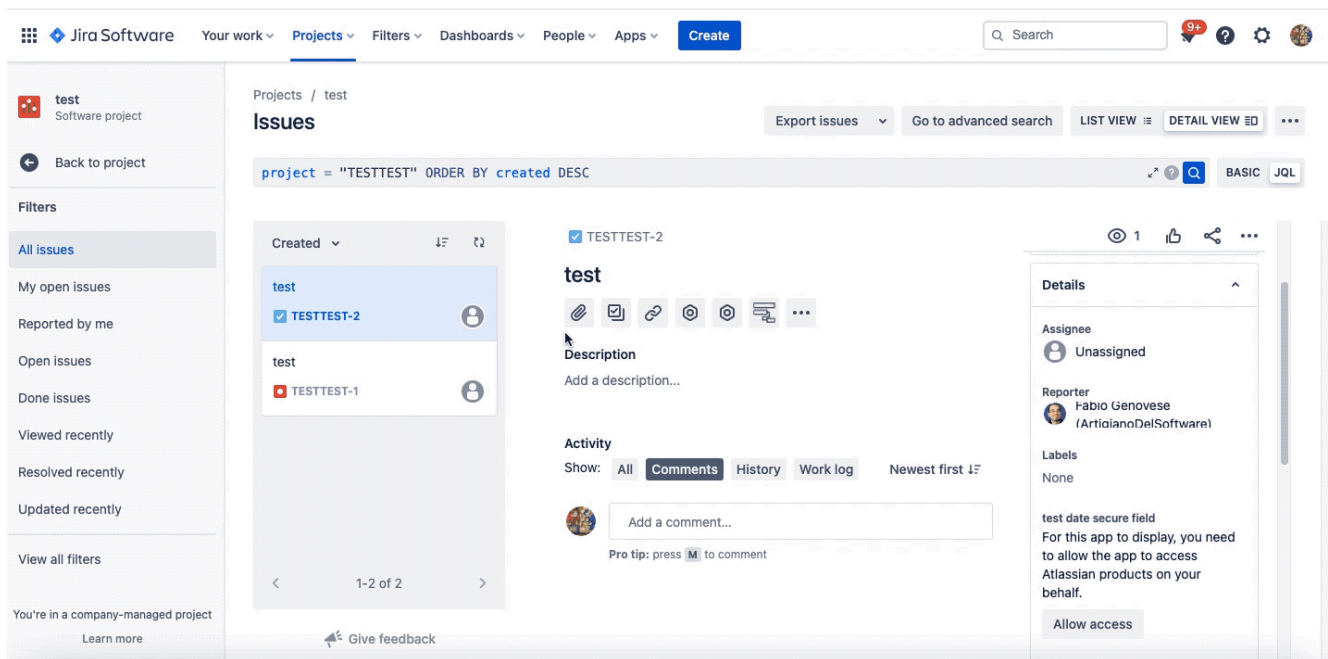 Jira Software
Your work
Projects
Filters
Dashboards
People
Apps
Create
Search
9+
test
Software project
Back to project
Filters
All issues
My open issues
Reported by me
Open issues
Done issues
Viewed recently
Resolved recently
Updated recently
View all filters
You're in a company-managed project
Learn more
Projects / test
Issues
Export issues
Go to advanced search
LIST VIEW
DETAIL VIEW
project = "TESTTEST" ORDER BY created DESC
BASIC
JQL
Created
test
TESTTEST-2
test
TESTTEST-1
1-2 of 2
Give feedback
TESTTEST-2
1
test
Description
Add a description...
Activity
Show: All Comments History Work log Newest first
Add a comment...
Pro tip: press M to comment
Details
Assignee
Unassigned
Reporter
Fabio Genovese
(ArtigianoDelSoftware)
Labels
None
test date secure field
For this app to display, you need
to allow the app to access
Atlassian products on your
behalf.
Allow access